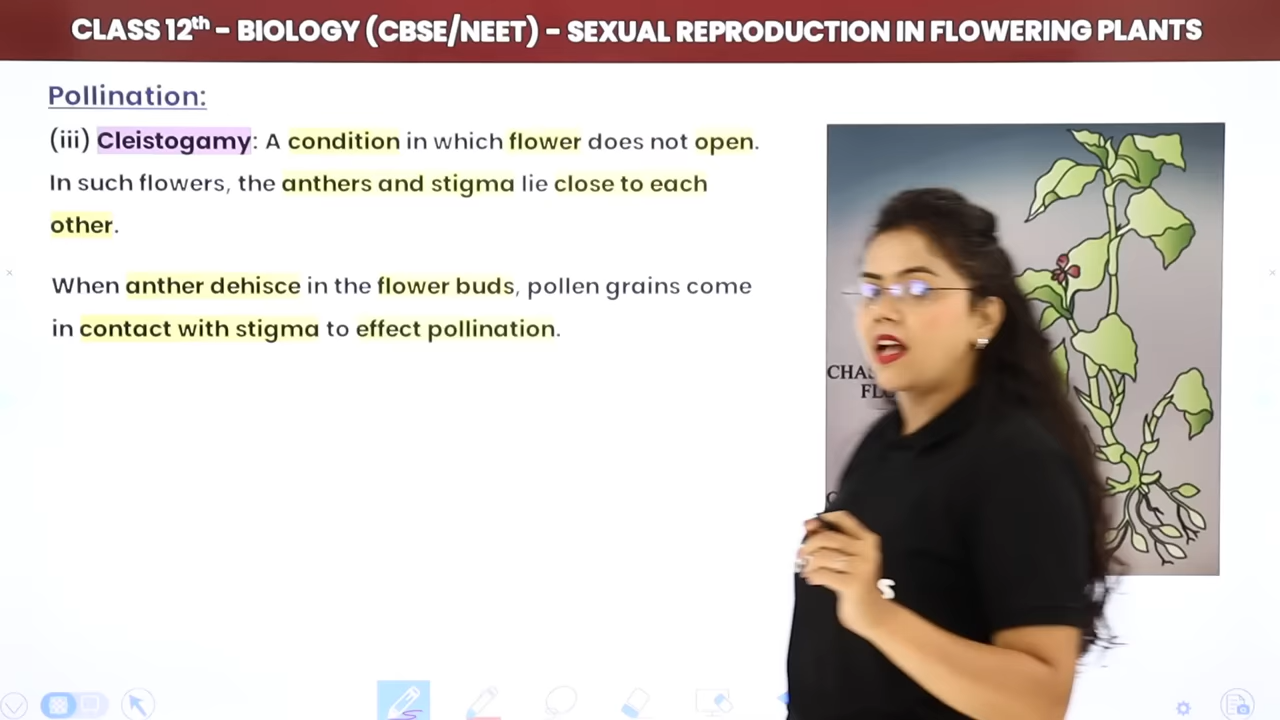 CLASS 12th - BIOLOGY (CBSE/NEET) - SEXUAL REPRODUCTION IN FLOWERING PLANTS
Pollination:
(iii) Cleistogamy: A condition in which flower does not open.
In such flowers, the anthers and stigma lie close to each
other.
When anther dehisce in the flower buds, pollen grains come
in contact with stigma to effect pollination.